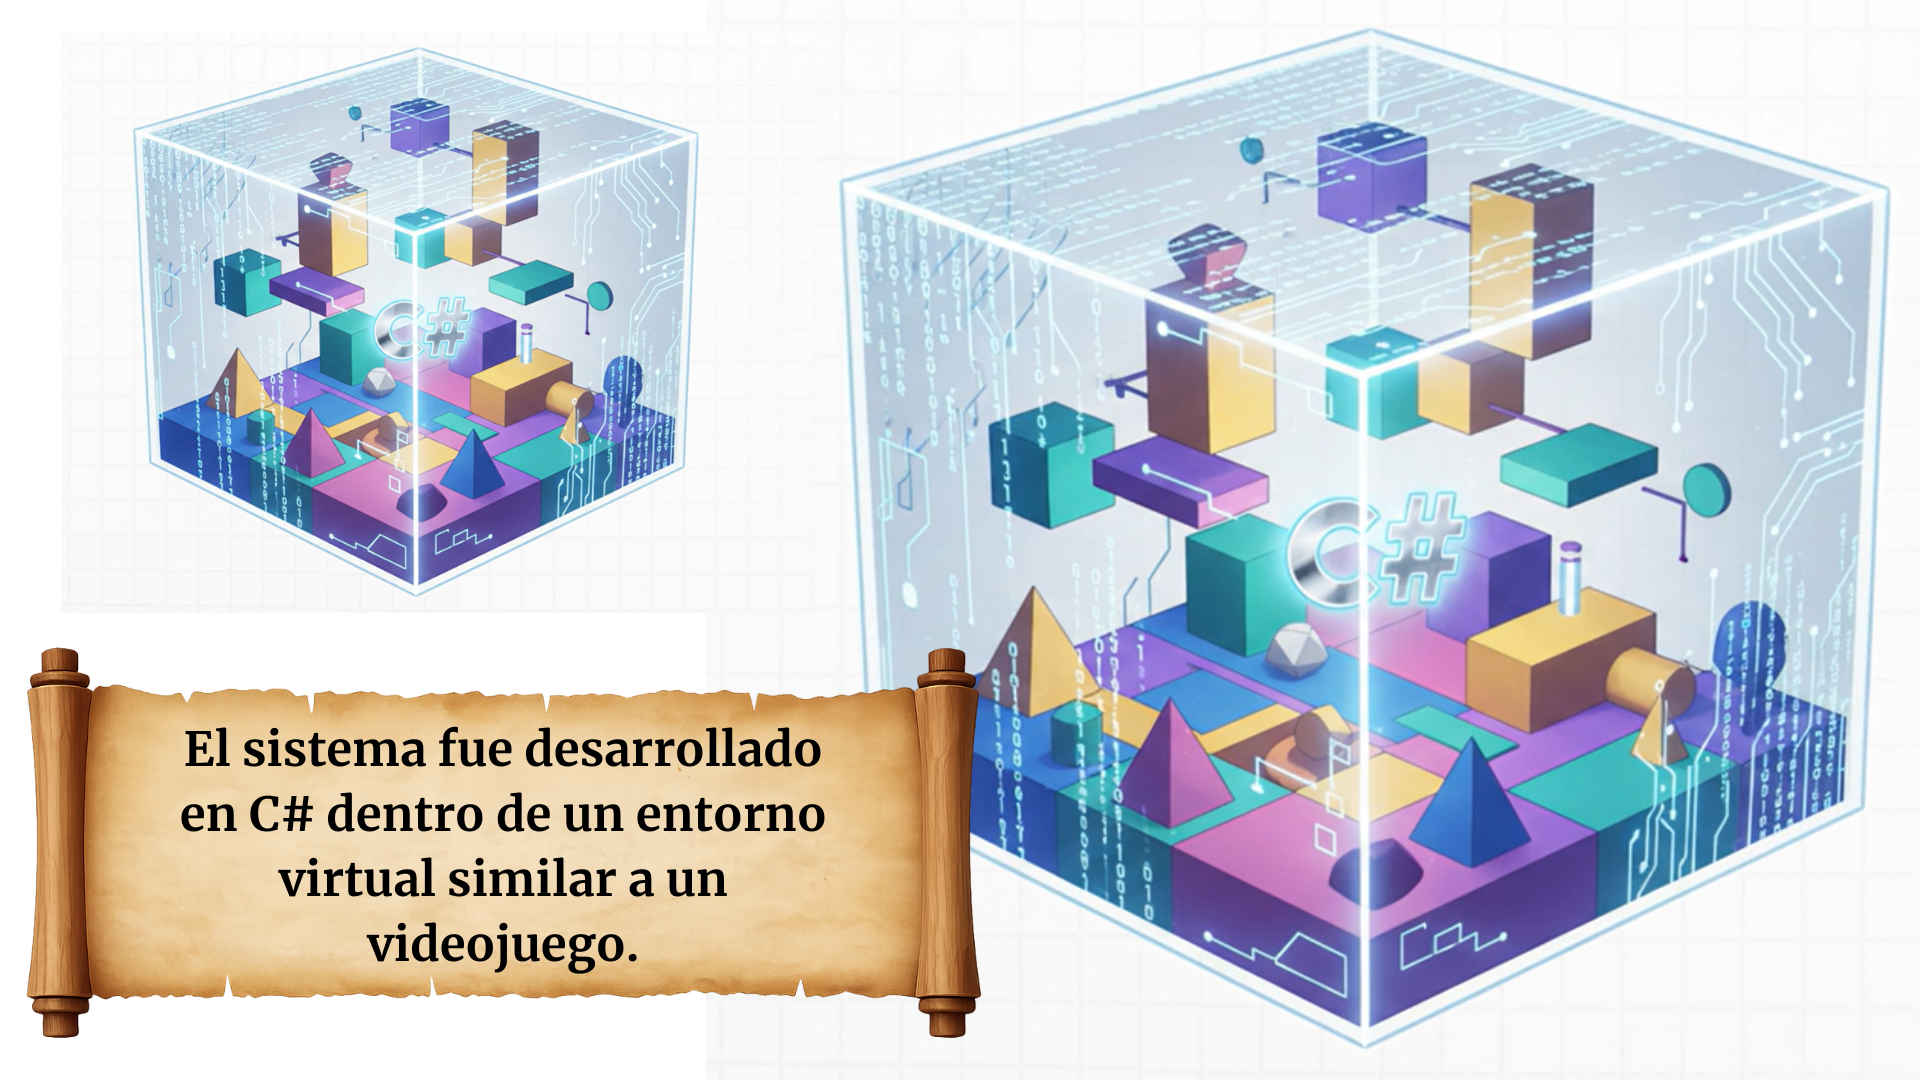 C#
C#
El sistema fue desarrollado
en C# dentro de un entorno
virtual similar a un
videojuego.